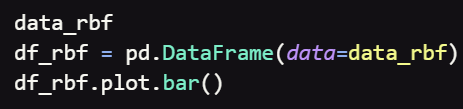 data_rbf
df_rbf = pd.DataFrame(data=data_rbf)
df_rbf.plot.bar()